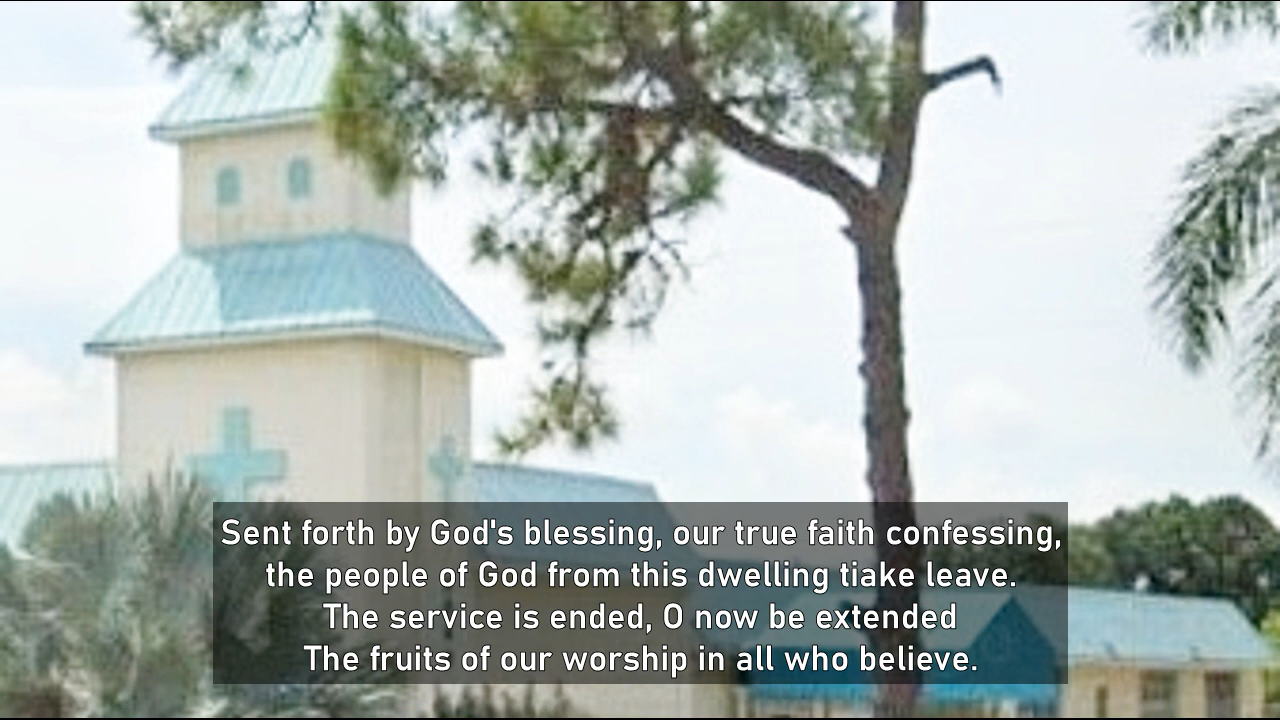 Sent forth by God's blessing, our true faith confessing,
the people of God from this dwelling tiake leave.
The service is ended, O now be extended
The fruits of our worship in all who believe.